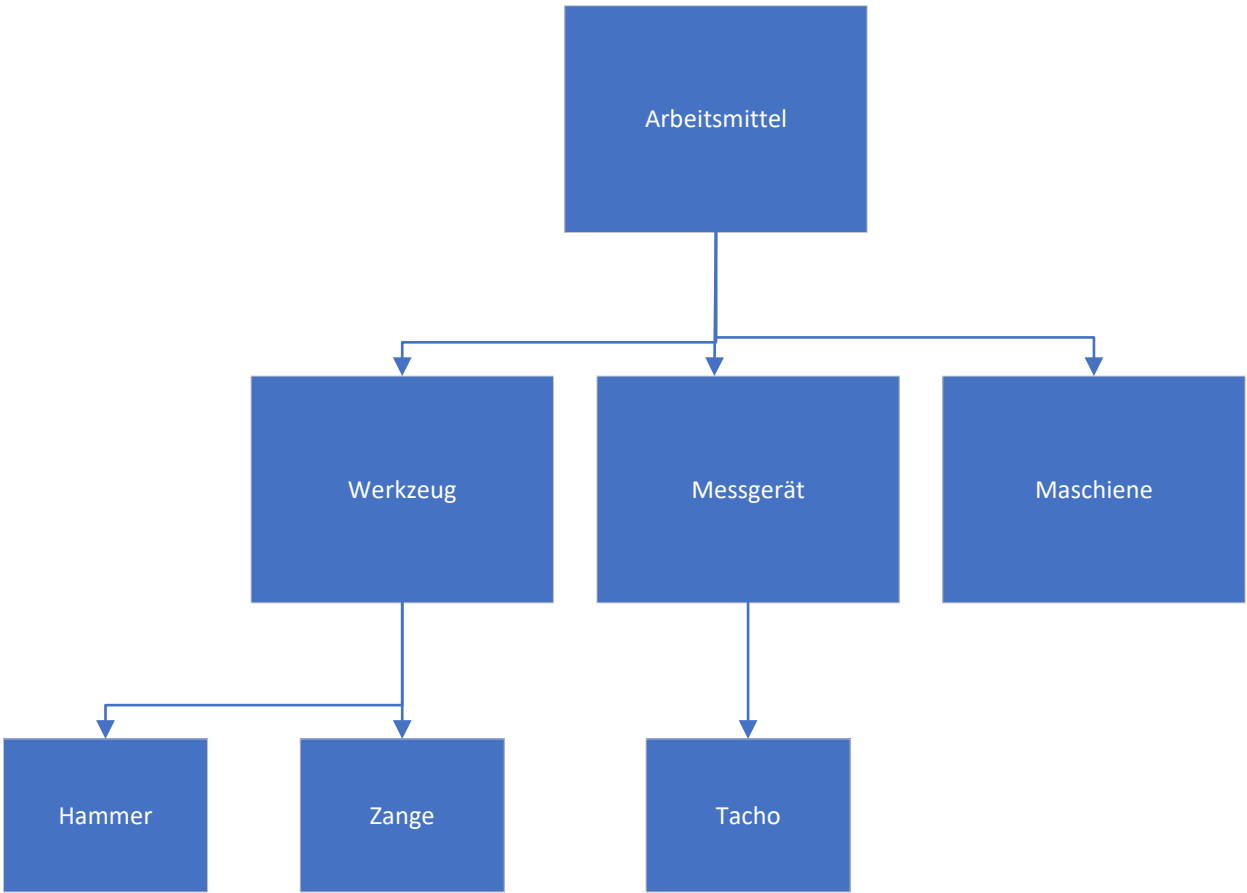 Arbeitsmittel
Werkzeug
Messgerät
Maschiene
Hammer
Zange
Tacho